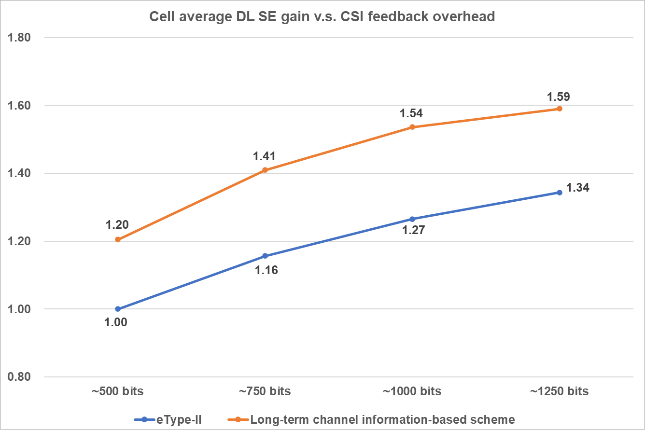 Cell average DL SE gain v.s. CSI feedback overhead
1.80
1.60
1.40
1.20
1.00
0.80
1.20
1.41
1.54
1.59
1.00
1.16
1.27
1.34
~500 bits
~750 bits
~1000 bits
~1250 bits
eType-II
Long-term channel information-based scheme